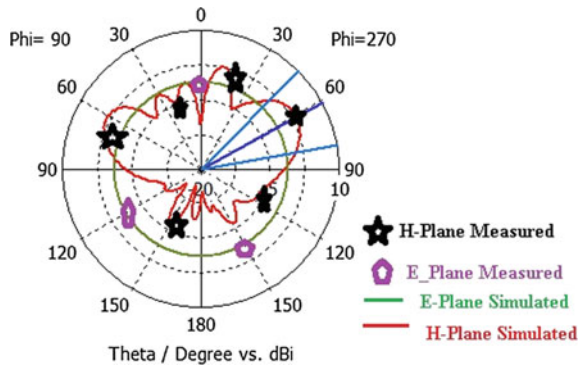 0
Phi= 90
Phi=270
30
30
60
60
90
20
5
10
120
120
150
150
180
Theta / Degree vs. dBi
H-Plane Measured
E_Plane Measured
E-Plane Simulated
H-Plane Simulated